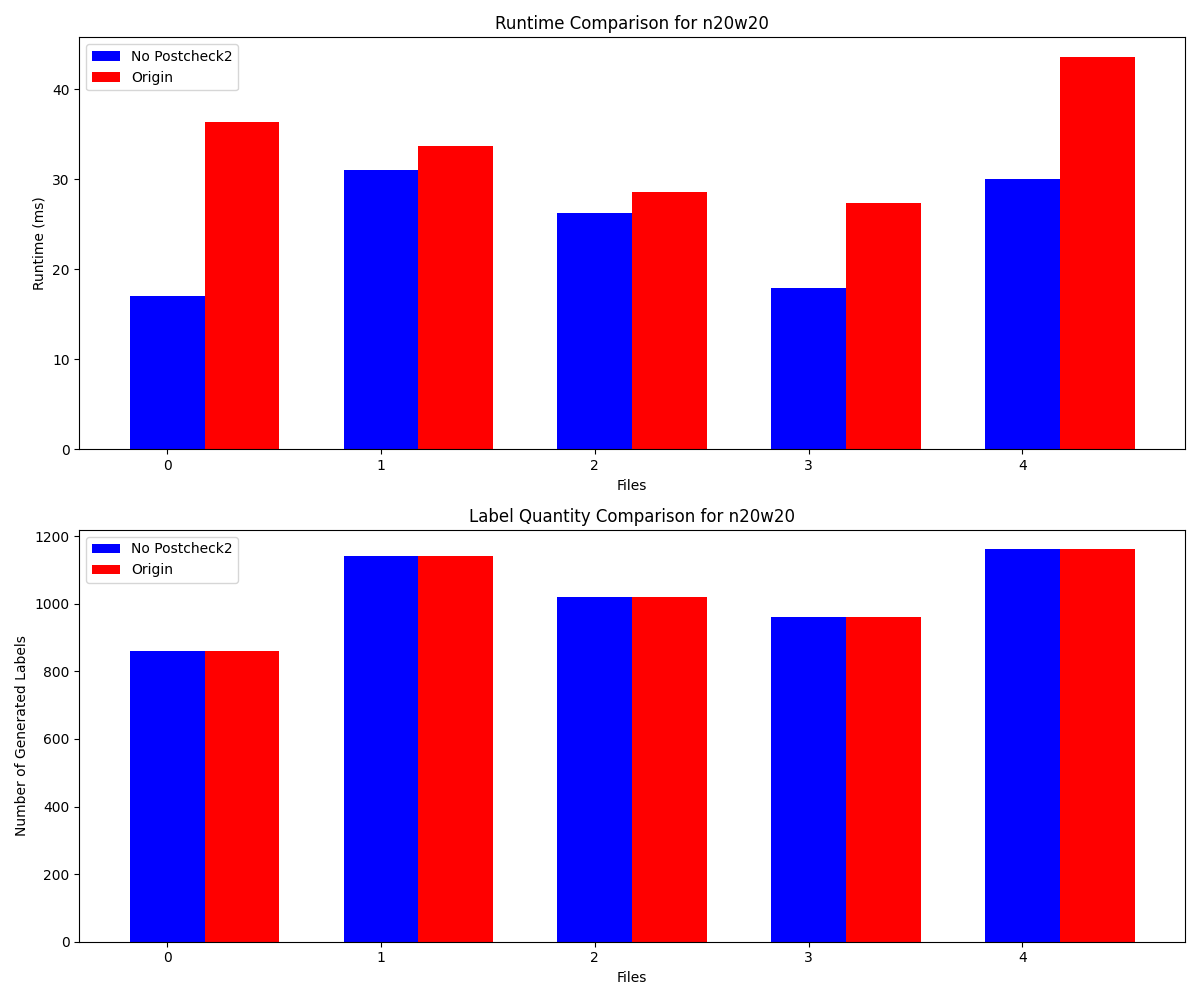 Runtime Comparison for n20w20
No Postcheck2
Origin
40
30
20
10
0
Runtime (ms)
0 1 2 3 4
Files
Label Quantity Comparison for n20w20
No Postcheck2
Origin
1200
1000
800
600
400
200
0
Number of Generated Labels
0 1 2 3 4
Files